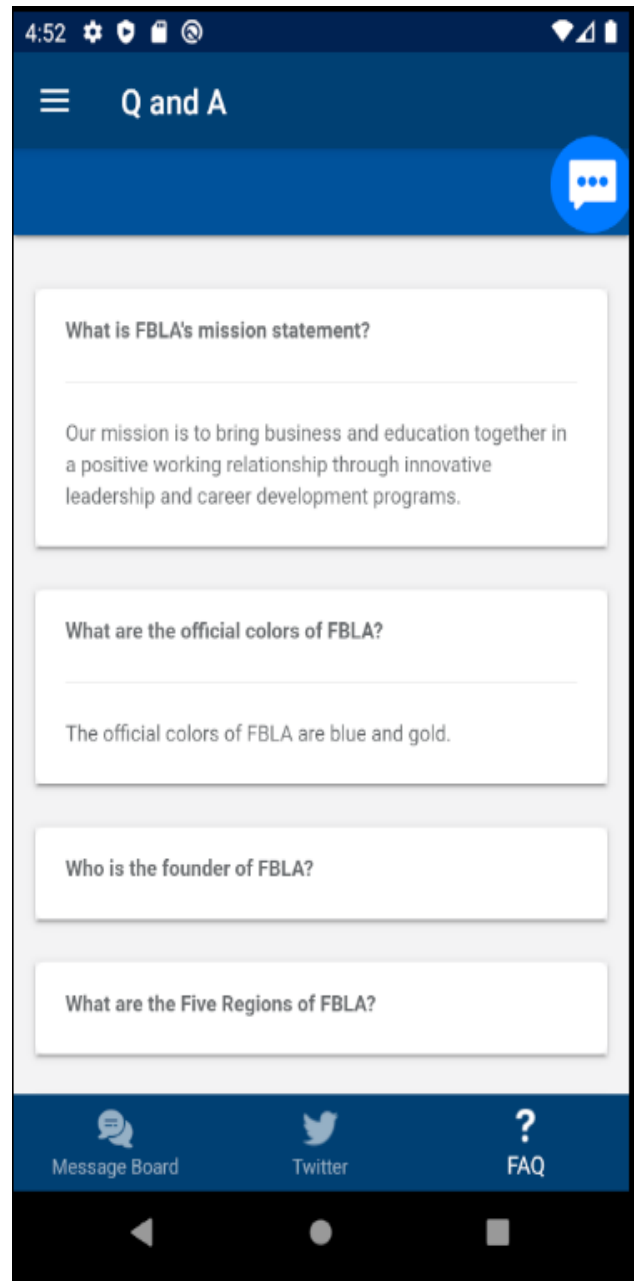 4:52
Q and A
What is FBLA's mission statement?
Our mission is to bring business and education together in
a positive working relationship through innovative
leadership and career development programs.
What are the official colors of FBLA?
The official colors of FBLA are blue and gold.
Who is the founder of FBLA?
What are the Five Regions of FBLA?
Message Board
Twitter
?
FAQ